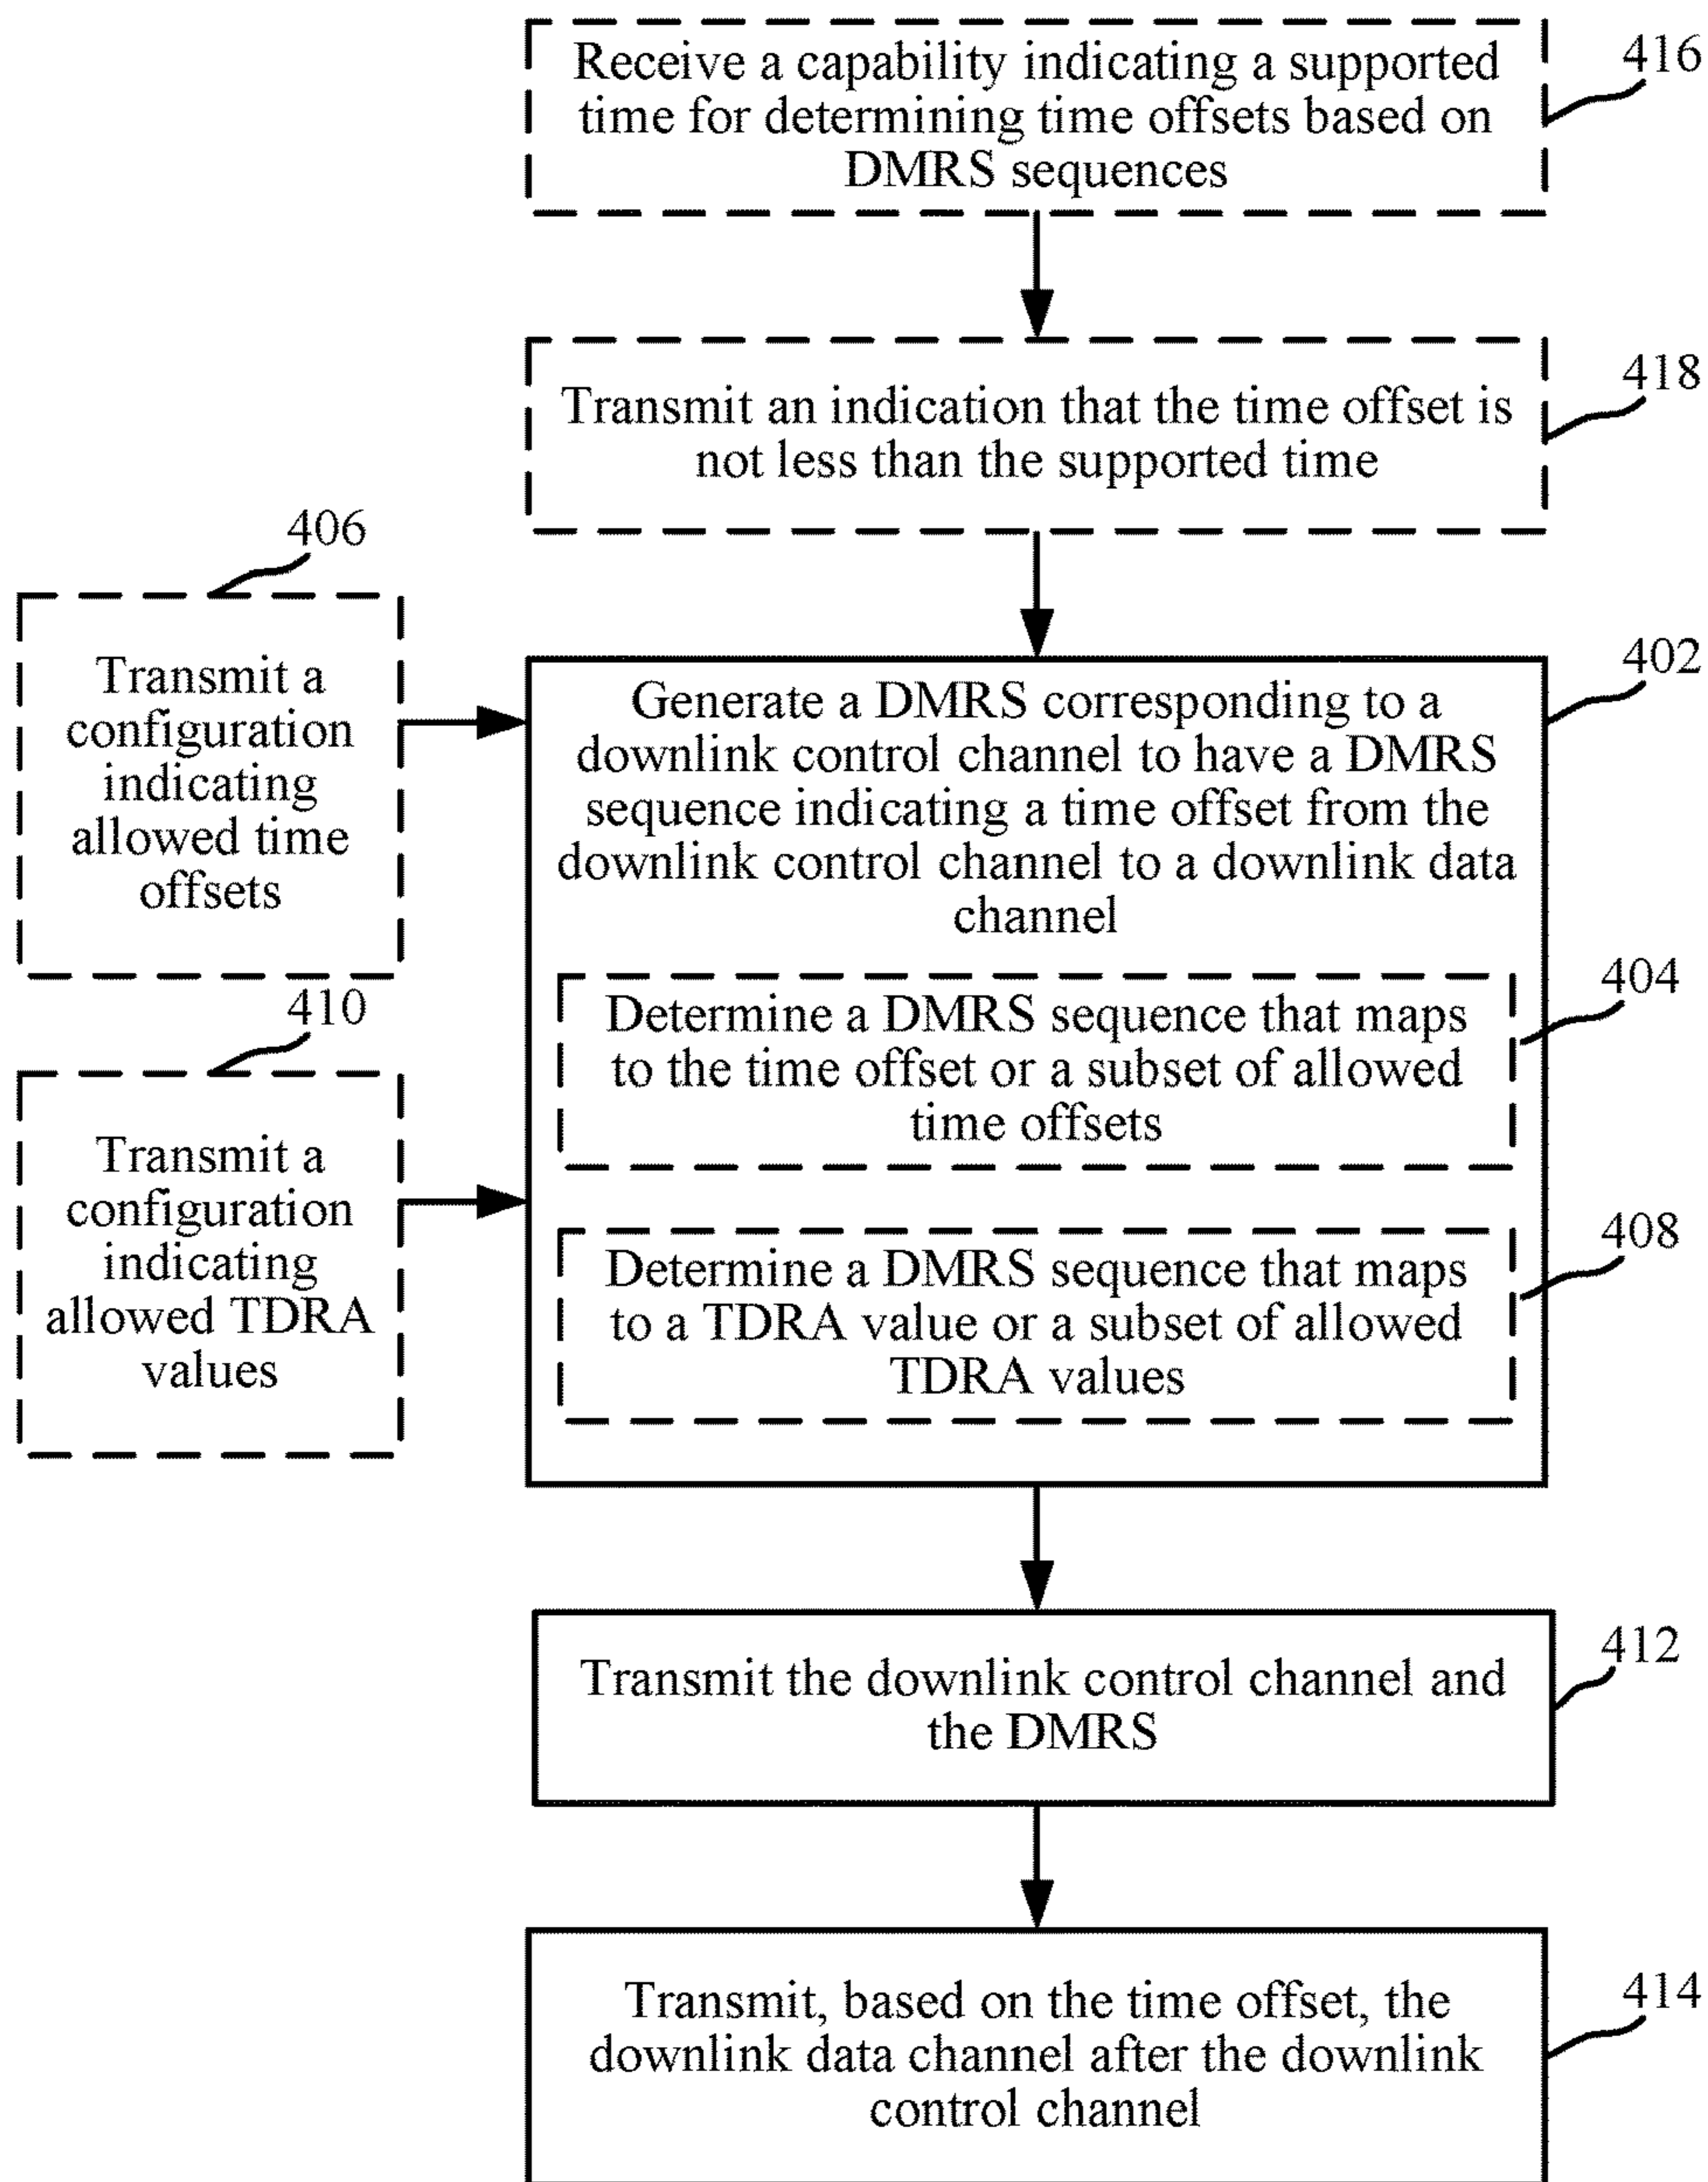 Receive a capability indicating a supported
time for determining time offsets based on
DMRS sequences
416
Transmit an indication that the time offset is
not less than the supported time
418
406
Transmit a
configuration
indicating
allowed time
offsets
Generate a DMRS corresponding to a
downlink control channel to have a DMRS
sequence indicating a time offset from the
downlink control channel to a downlink data
channel
402
Determine a DMRS sequence that maps
to the time offset or a subset of allowed
time offsets
404
410
Transmit a
configuration
indicating
allowed TDRA
values
Determine a DMRS sequence that maps
to a TDRA value or a subset of allowed
TDRA values
408
Transmit the downlink control channel and
the DMRS
412
Transmit, based on the time offset, the
downlink data channel after the downlink
control channel
414